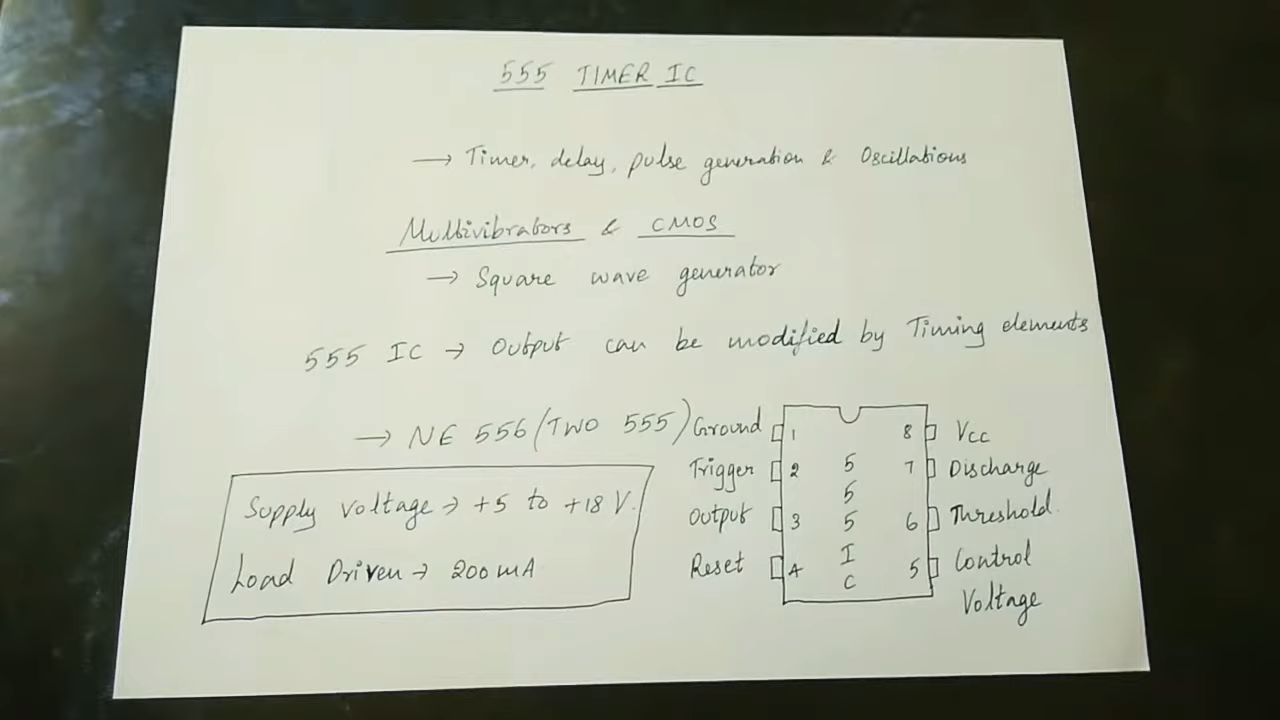 555 TIMER IC
→ Timer, delay, pulse generation & Oscillations
Multivibrators & CMOS
→ Square wave generator
555 IC → Output can be modified by Timing elements
→ NE 556 (TWO 555)
Supply Voltage → +5 to +18 V.
Load Driven → 200mA
Ground 1 8 Vcc
Trigger 2 5 7 Discharge
5
Output 3 5 6 Threshold.
Reset 4 I 5 Control
C Voltage